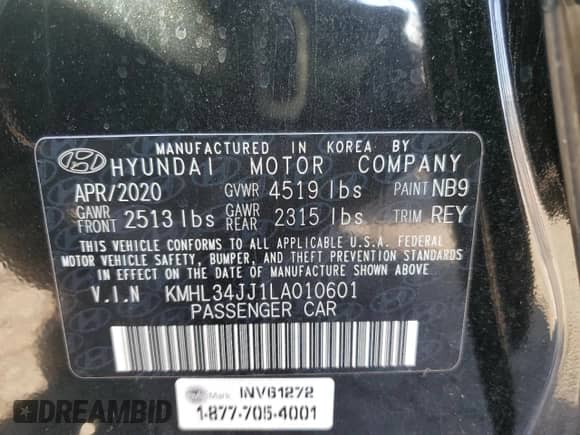 MANUFACTURED IN KOREA BY
HYUNDAI MOTOR COMPANY
APR/2020 GVWR 4519 lbs PAINT NB9
GAWR FRONT 2513 lbs GAWR REAR 2315 lbs TRIM REY
THIS VEHICLE CONFORMS TO ALL APPLICABLE U.S.A. FEDERAL
MOTOR VEHICLE SAFETY, BUMPER, AND THEFT PREVENTION STANDARDS
IN EFFECT ON THE DATE OF MANUFACTURE SHOWN ABOVE.
V.I.N KMHL34JJ1LA010601
PASSENGER CAR
Mark: INV61272
1-877-705-4001
DREAMBID